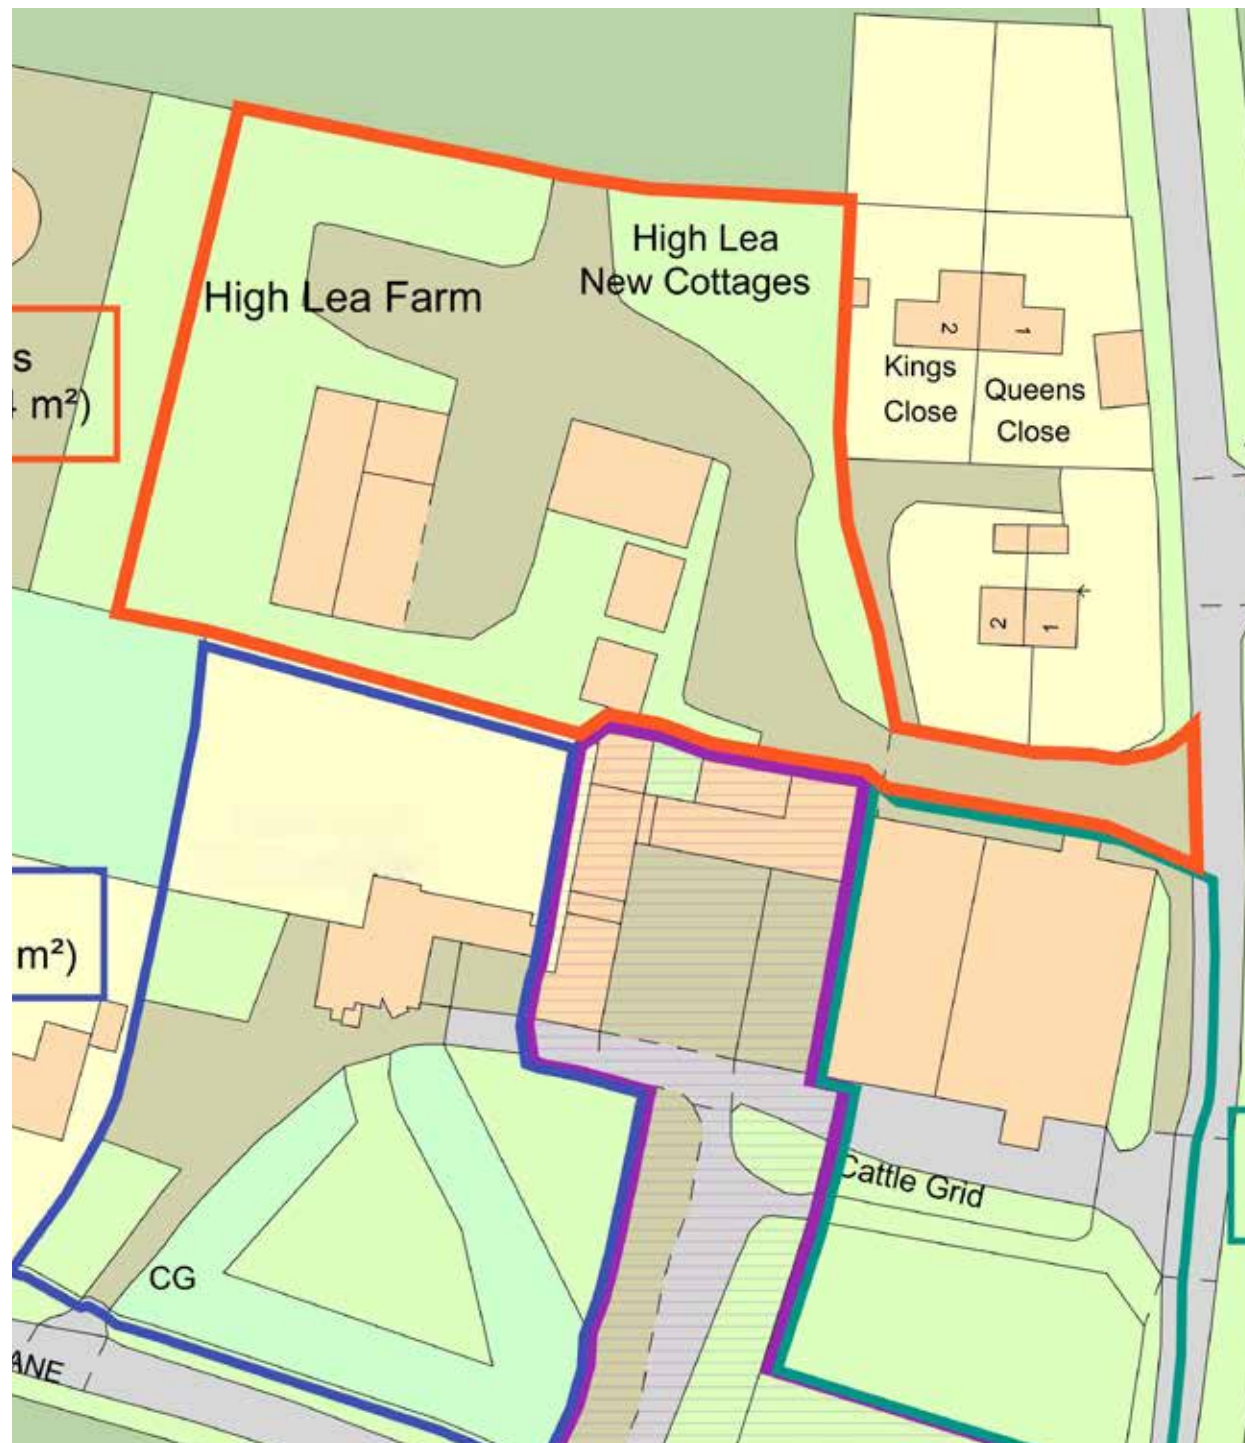 High Lea
New Cottages
High Lea Farm
2
1
Kings
Close
Queens
Close
s
m²)
2
1
m²)
Cattle Grid
CG
ANE